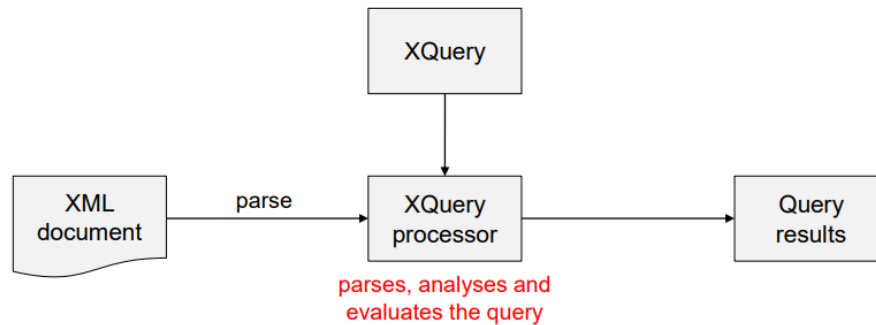 XQuery
XML
document
parse
XQuery
processor
Query
results
parses, analyses and
evaluates the query